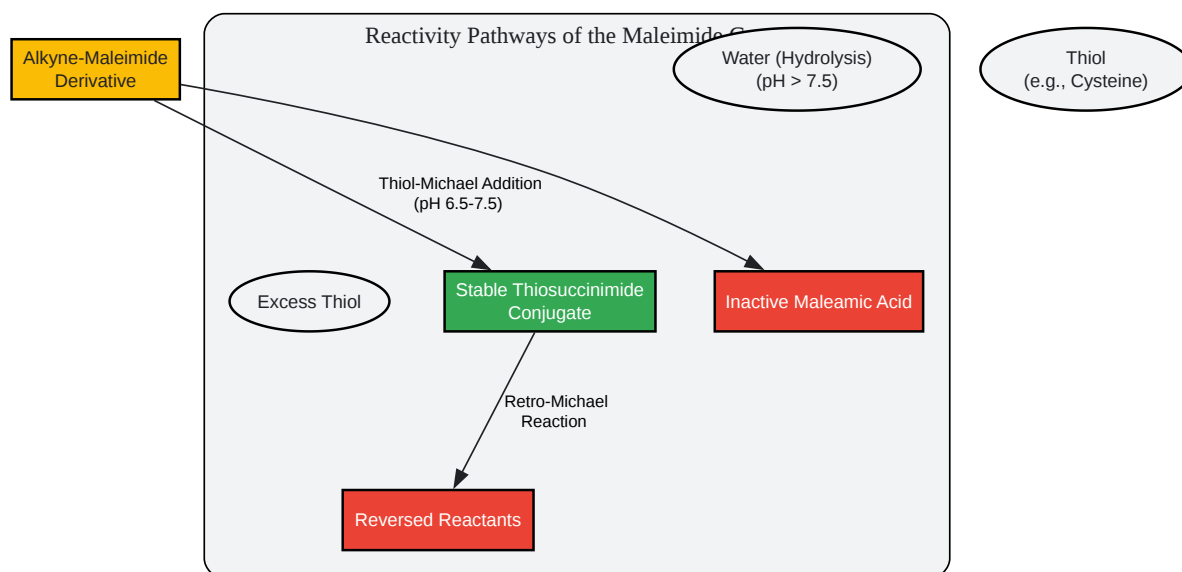 Reactivity Pathways of the Maleimide
Alkyne-Maleimide
Derivative
Water (Hydrolysis)
(pH > 7.5)
Thiol
(e.g., Cysteine)
Thiol-Michael Addition
(pH 6.5-7.5)
Excess Thiol
Stable Thiosuccinimide
Conjugate
Inactive Maleamic Acid
Retro-Michael
Reaction
Reversed Reactants